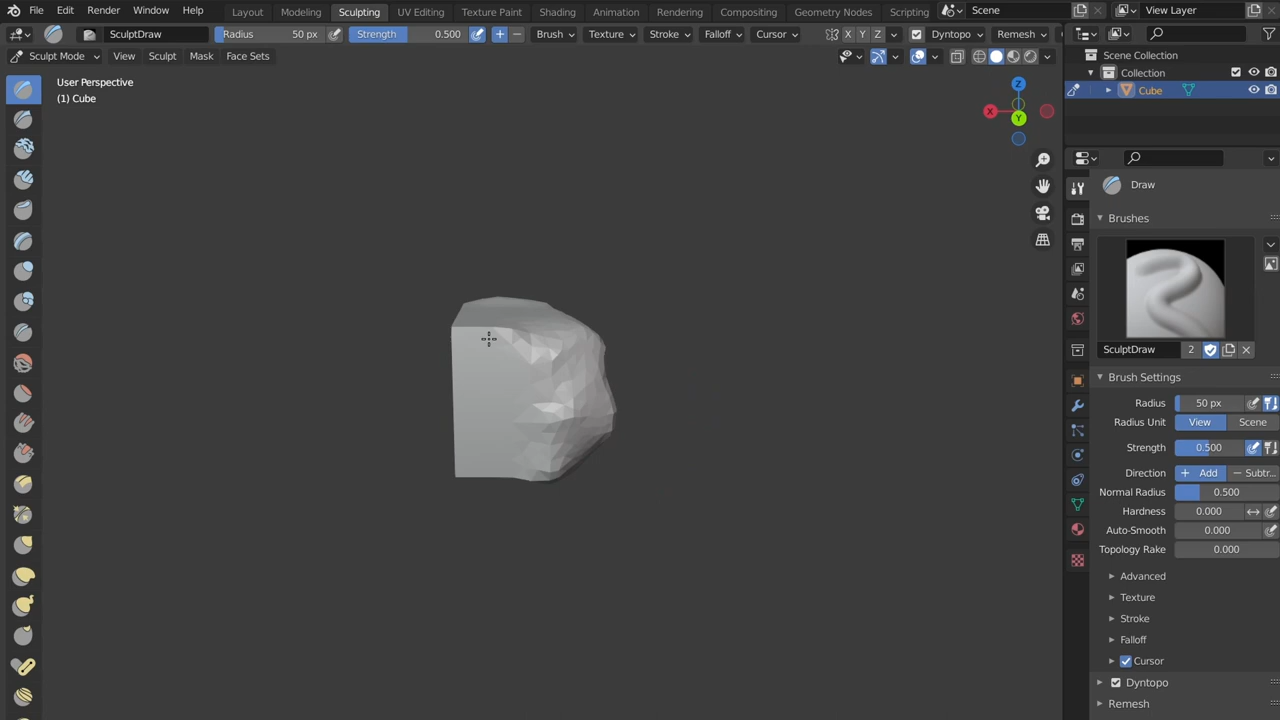 File Edit Render Window Help Layout Modeling Sculpting UV Editing Texture Paint Shading Animation Rendering Compositing Geometry Nodes Scripting Scene View Layer
SculptDraw Radius 50 px Strength 0.500 Brush Texture Stroke Falloff Cursor X Y Z Dyntopo Remesh
Sculpt Mode View Sculpt Mask Face Sets
Scene Collection
Collection
Cube
User Perspective
(1) Cube
Z
X
Y
Draw
Brushes
SculptDraw 2
Brush Settings
Radius 50 px
Radius Unit View Scene
Strength 0.500
Direction + Add − Subtr...
Normal Radius 0.500
Hardness 0.000
Auto-Smooth 0.000
Topology Rake 0.000
Advanced
Texture
Stroke
Falloff
Cursor
Dyntopo
Remesh